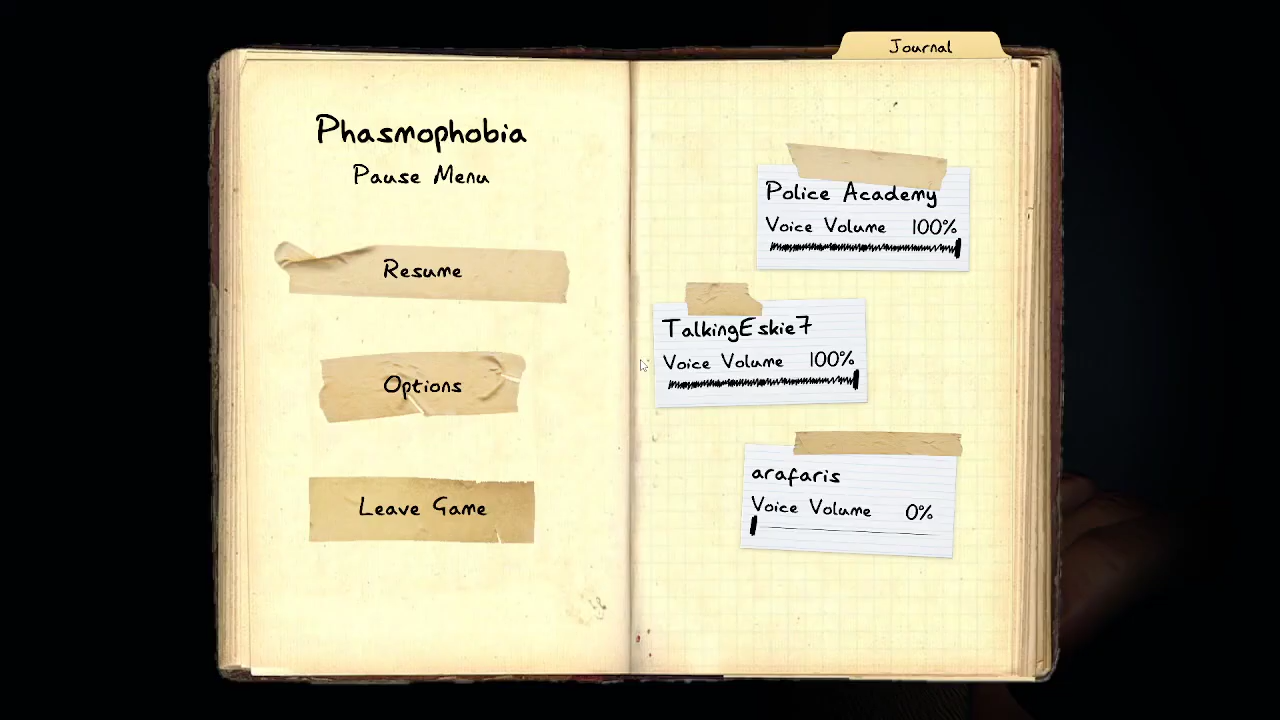 Journal
Phasmophobia
Pause Menu
Resume
Options
Leave Game
Police Academy
Voice Volume 100%
TalkingEskie7
Voice Volume 100%
arafaris
Voice Volume 0%